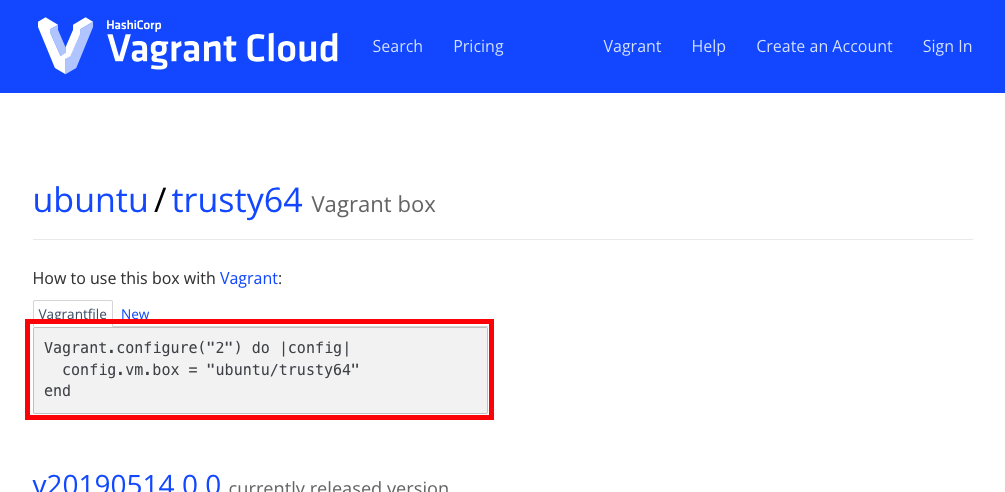 HashiCorp
Vagrant Cloud
Search
Pricing
Vagrant
Help
Create an Account
Sign In
ubuntu/trusty64 Vagrant box
How to use this box with Vagrant:
Vagrantfile
New
Vagrant.configure("2") do |config|
  config.vm.box = "ubuntu/trusty64"
end
v20190514.0.0 currently released version